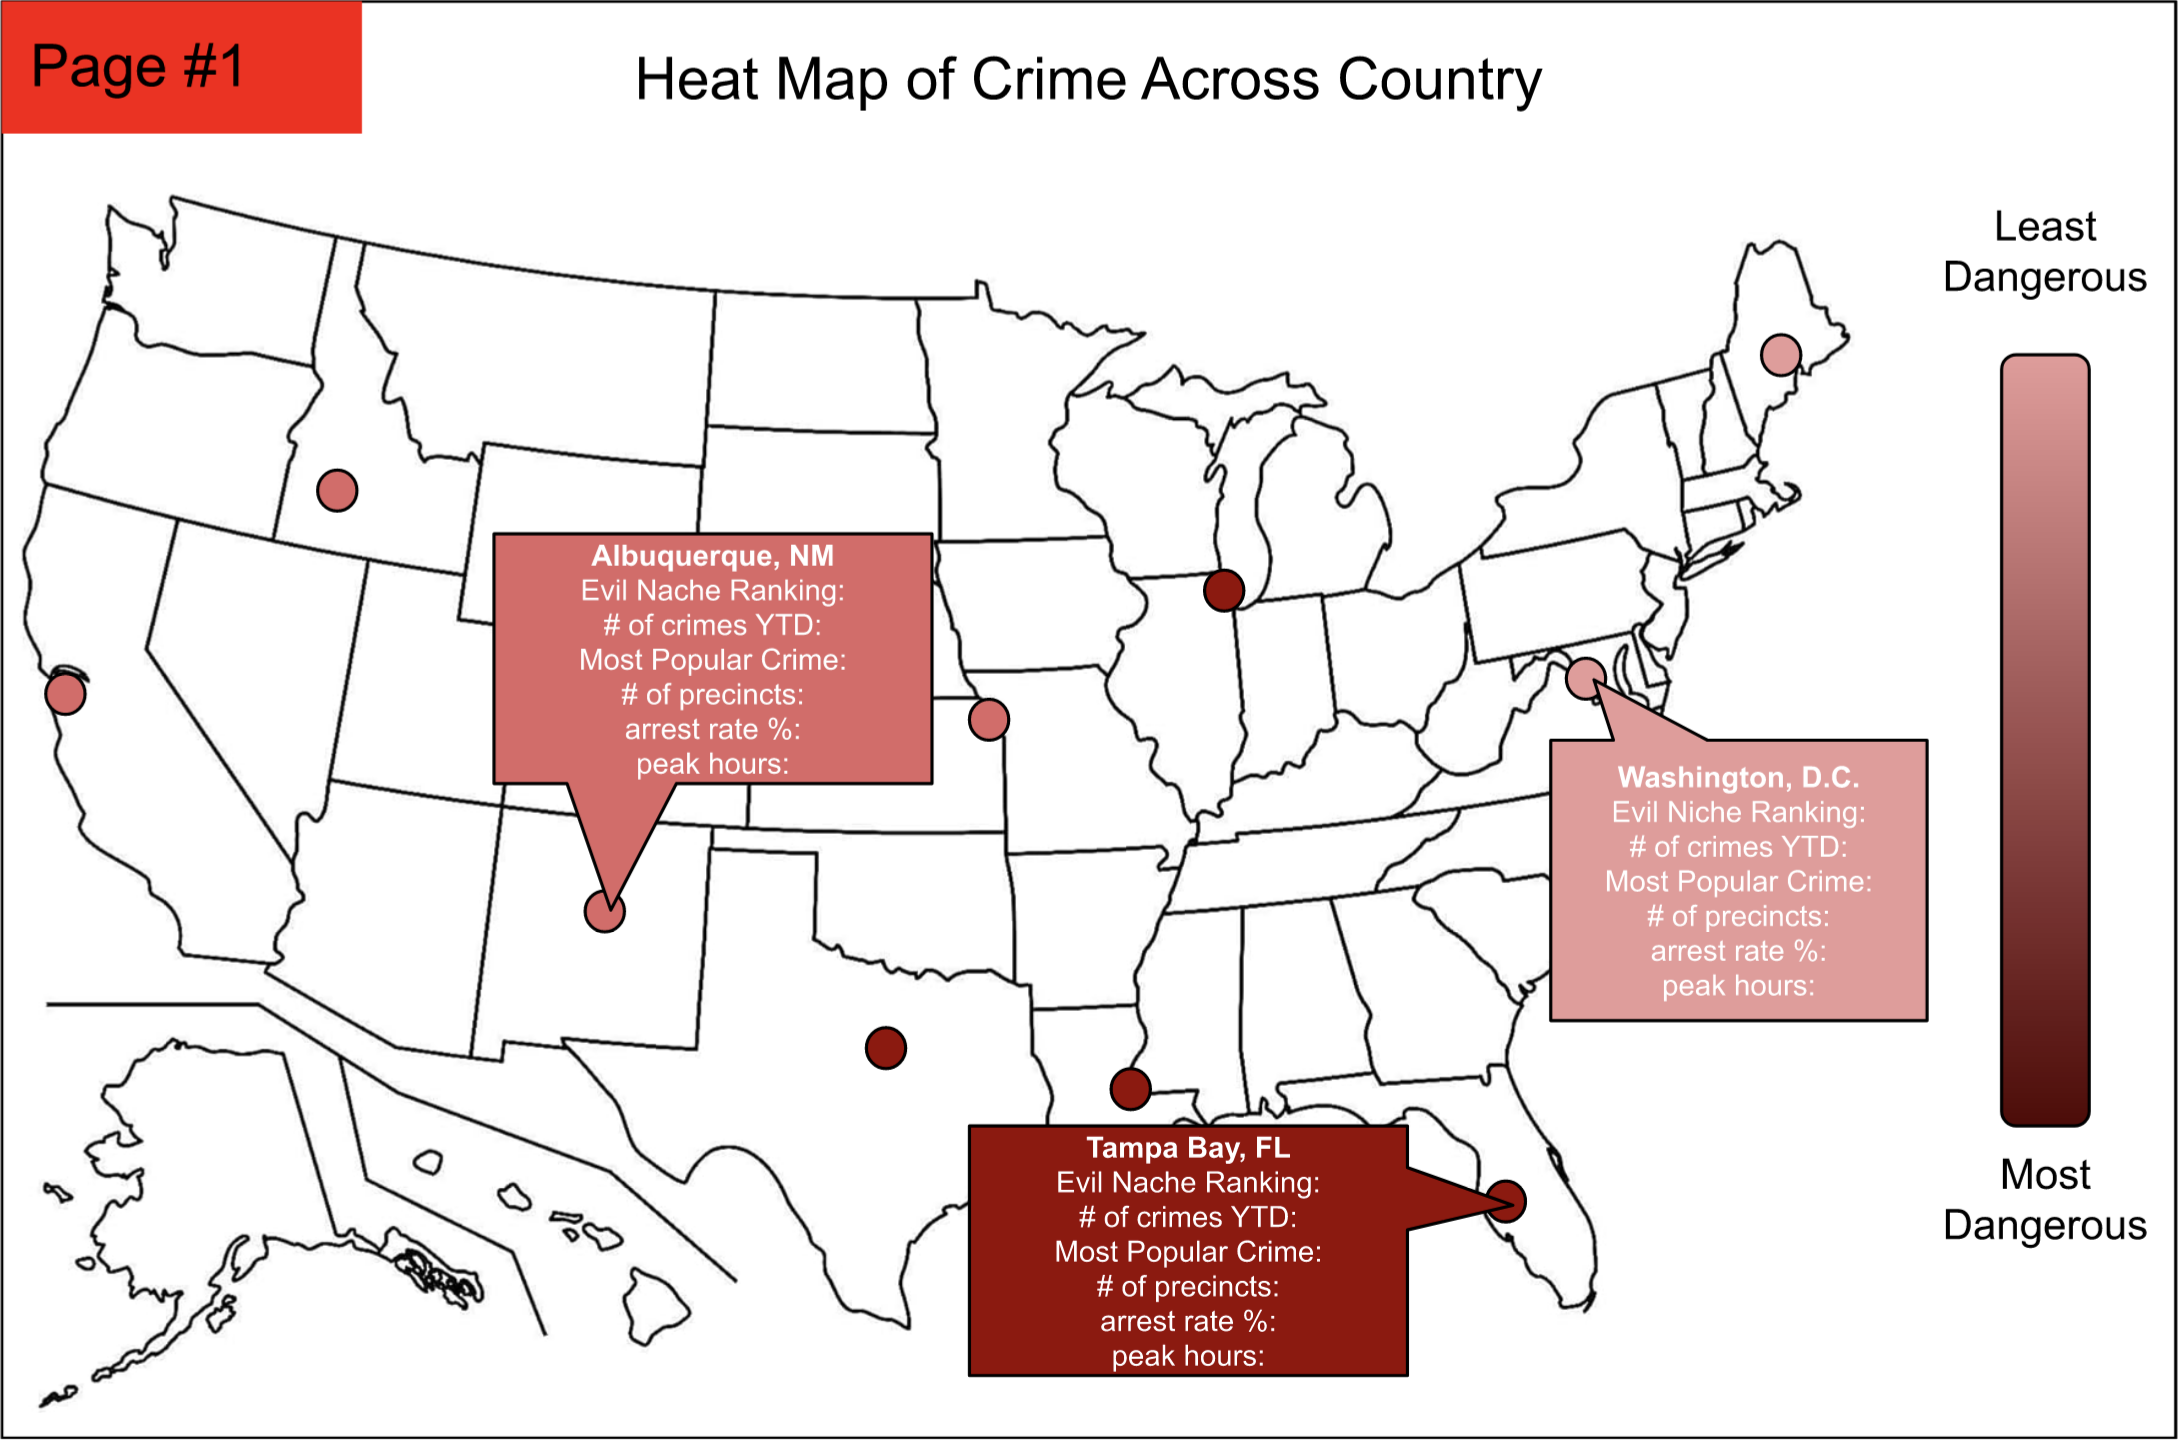 Page #1
Heat Map of Crime Across Country
Least
Dangerous
Albuquerque, NM
Evil Nache Ranking:
# of crimes YTD:
Most Popular Crime:
# of precincts:
arrest rate %:
peak hours:
Washington, D.C.
Evil Niche Ranking:
# of crimes YTD:
Most Popular Crime:
# of precincts:
arrest rate %:
peak hours:
Tampa Bay, FL
Evil Nache Ranking:
# of crimes YTD:
Most Popular Crime:
# of precincts:
arrest rate %:
peak hours:
Most
Dangerous